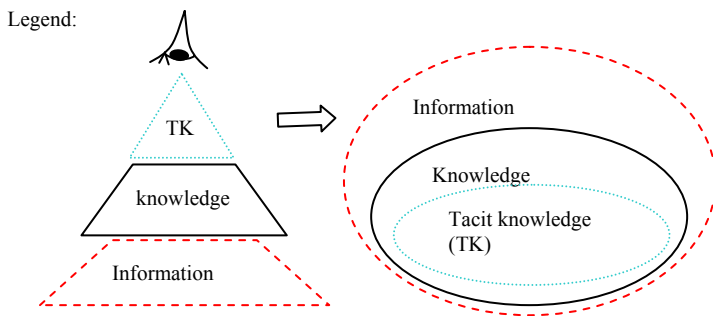 Legend:
TK
knowledge
Information
Information
Knowledge
Tacit knowledge
(TK)